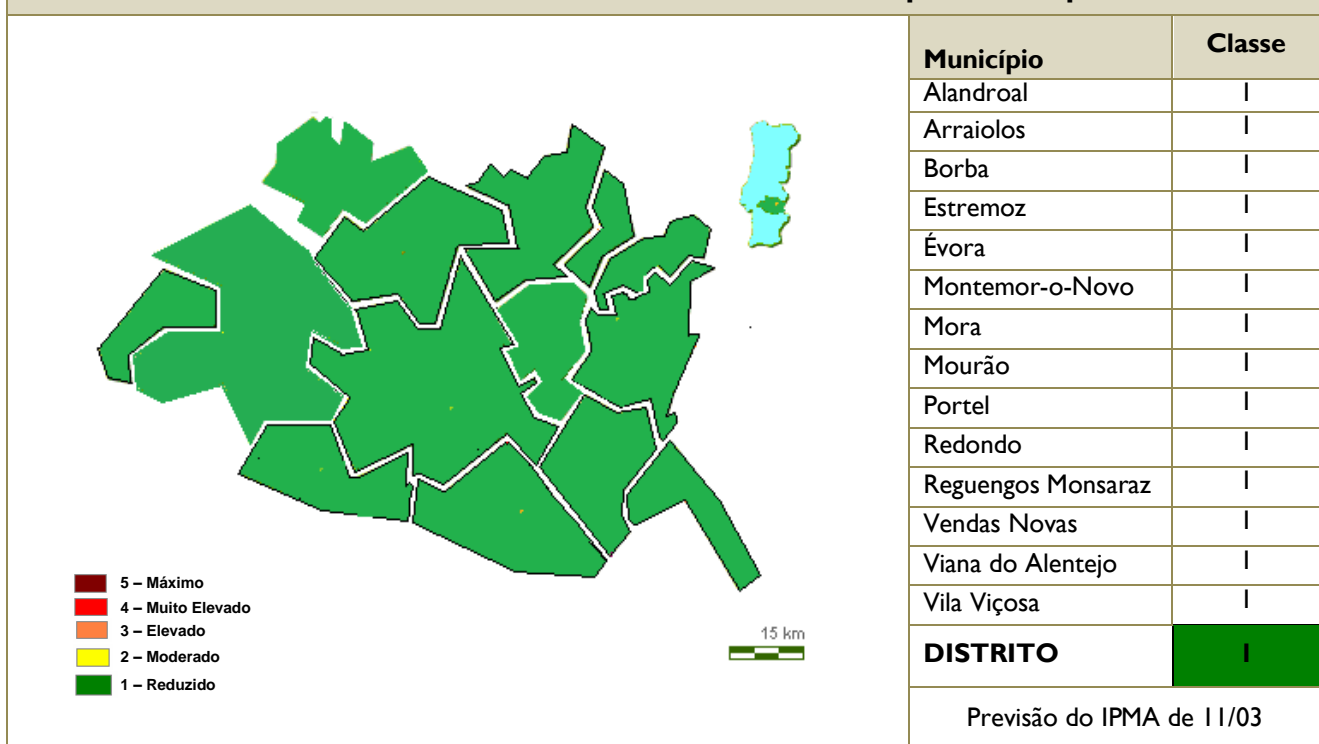 Município Classe
Alandroal 1
Arraiolos 1
Borba 1
Estremoz 1
Évora 1
Montemor-o-Novo 1
Mora 1
Mourão 1
Portel 1
Redondo 1
Reguengos Monsaraz 1
Vendas Novas 1
Viana do Alentejo 1
Vila Viçosa 1
DISTRITO 1
Previsão do IPMA de 11/03
5 – Máximo
4 – Muito Elevado
3 – Elevado
2 – Moderado
1 – Reduzido
15 km